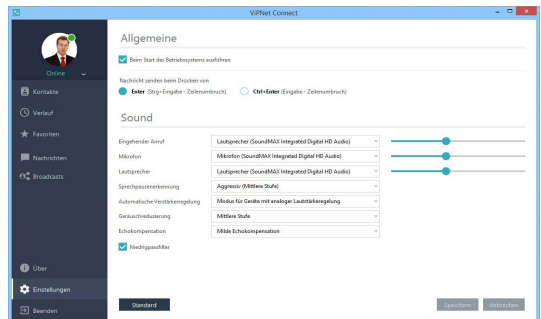 ViPNet Connect
Online
Kontakte
Verlauf
Favoriten
Nachrichten
Broadcasts
Über
Einstellungen
Beenden
Allgemeine
Beim Start des Betriebssystems ausführen
Nachricht senden beim Drücken von
Enter (Strg+Eingabe - Zeilenumbruch) Ctrl+Enter (Eingabe - Zeilenumbruch)
Sound
Eingehender Anruf Lautsprecher (SoundMAX Integrated Digital HD Audio)
Mikrofon Mikrofon (SoundMAX Integrated Digital HD Audio)
Lautsprecher Lautsprecher (SoundMAX Integrated Digital HD Audio)
Sprechpausenerkennung Aggressiv (Mittlere Stufe)
Automatische Verstärkerregelung Modus für Geräte mit analoger Lautstärkeregelung
Geräuschreduzierung Mittlere Stufe
Echokompensation Milde Echokompensation
Niedrigpassfilter
Standard Speichern Abbrechen